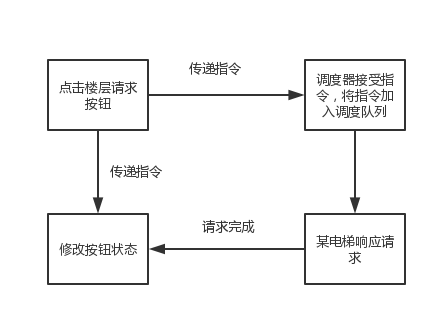 传递指令
点击楼层请求
按钮
调度器接受指
令，将指令加
入调度队列
传递指令
请求完成
修改按钮状态
某电梯响应请
求